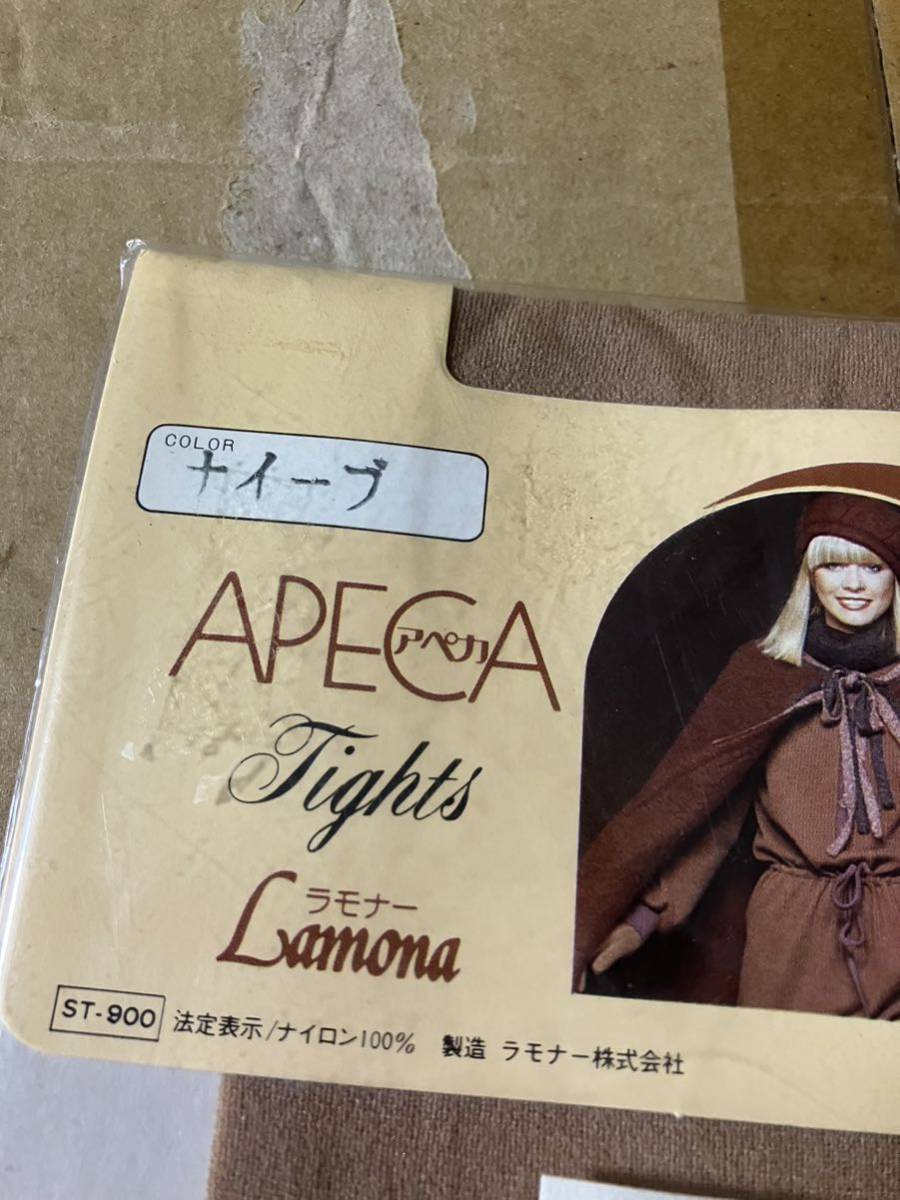 COLOR
ナイーブ
APECA
アペカ
Tights
ラモナー
Lamona
ST-900 法定表示/ナイロン100% 製造 ラモナー株式会社